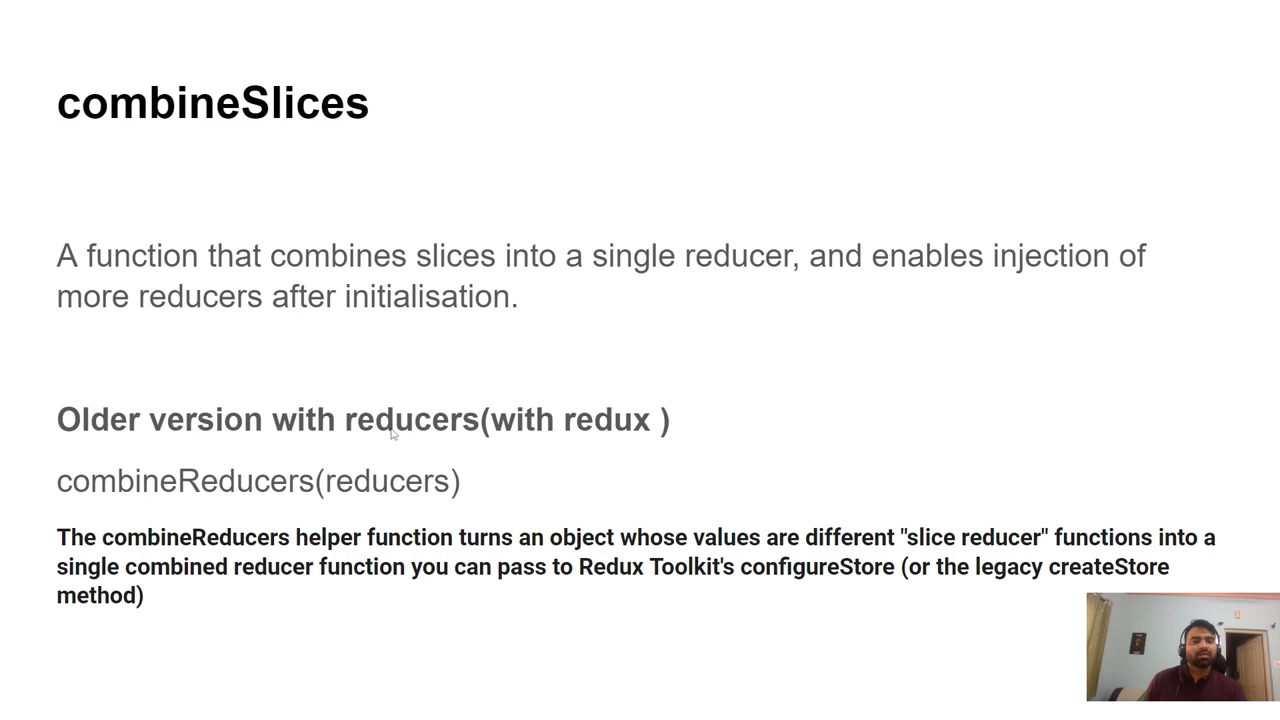 combineSlices
A function that combines slices into a single reducer, and enables injection of
more reducers after initialisation.
Older version with reducers(with redux )
combineReducers(reducers)
The combineReducers helper function turns an object whose values are different "slice reducer" functions into a
single combined reducer function you can pass to Redux Toolkit's configureStore (or the legacy createStore
method)